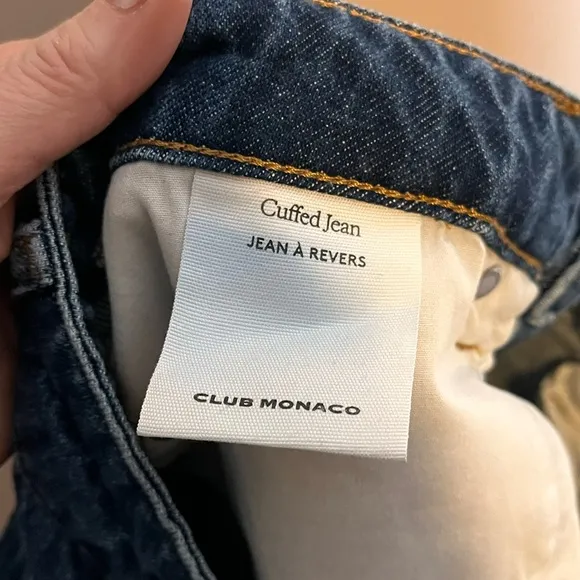 Cuffed Jean
JEAN À REVERS
CLUB MONACO